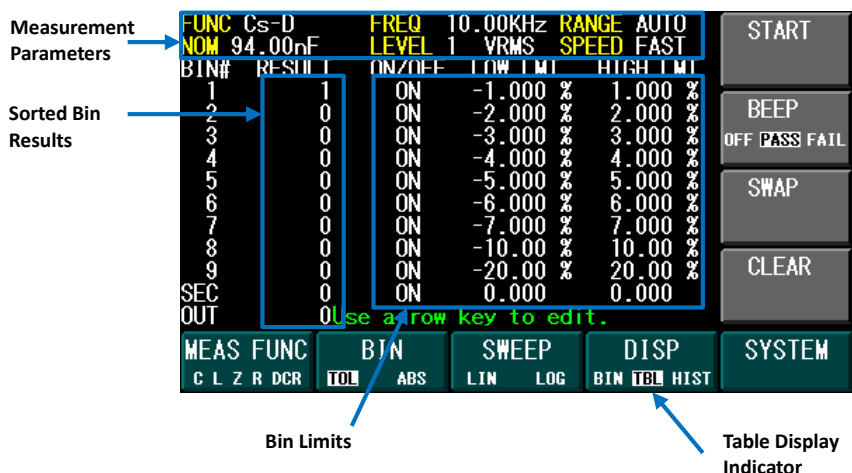 Measurement
Parameters
FUNC Cs-D FREQ 10.00KHz RANGE AUTO
NOM 94.00nF LEVEL 1 VRMS SPEED FAST
START
BIN# RESULT ON/OFF LOW LMT HIGH LMT
1 1 ON -1.000 % 1.000 %
Sorted Bin
Results
2 0 ON -2.000 % 2.000 %
3 0 ON -3.000 % 3.000 %
4 0 ON -4.000 % 4.000 %
BEEP
OFF PASS FAIL
5 0 ON -5.000 % 5.000 %
6 0 ON -6.000 % 6.000 %
7 0 ON -7.000 % 7.000 %
SWAP
8 0 ON -10.00 % 10.00 %
9 0 ON -20.00 % 20.00 %
SEC 0 ON 0.000 0.000
OUT 0Use arrow key to edit.
CLEAR
MEAS FUNC BIN SWEEP DISP SYSTEM
C L Z R DCR TOL ABS LIN LOG BIN TBL HIST
Bin Limits
Table Display
Indicator